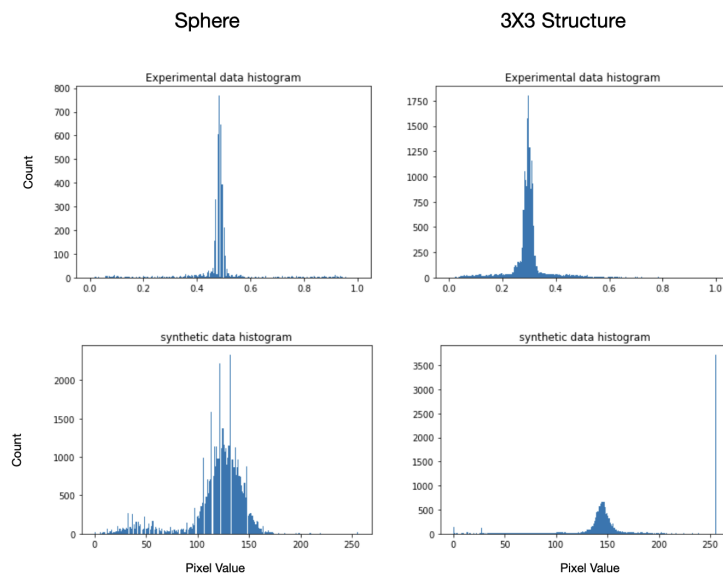 Sphere
3X3 Structure
Experimental data histogram
Experimental data histogram
800
700
600
500
400
300
200
100
0
Count
0.0 0.2 0.4 0.6 0.8 1.0
1750
1500
1250
1000
750
500
250
0
0.0 0.2 0.4 0.6 0.8 1.0
synthetic data histogram
synthetic data histogram
2000
1500
1000
500
0
Count
0 50 100 150 200 250
Pixel Value
3500
3000
2500
2000
1500
1000
500
0
0 50 100 150 200 250
Pixel Value